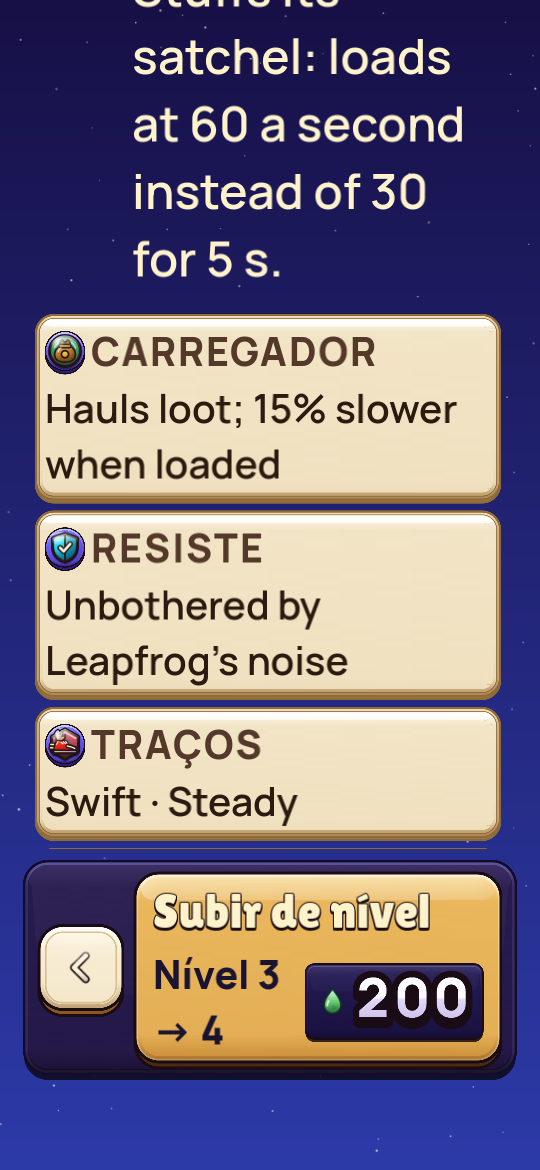 satchel: loads
at 60 a second
instead of 30
for 5 s.
CARREGADOR
Hauls loot; 15% slower
when loaded
RESISTE
Unbothered by
Leapfrog's noise
TRAÇOS
Swift · Steady
Subir de nível
Nível 3
→ 4
200